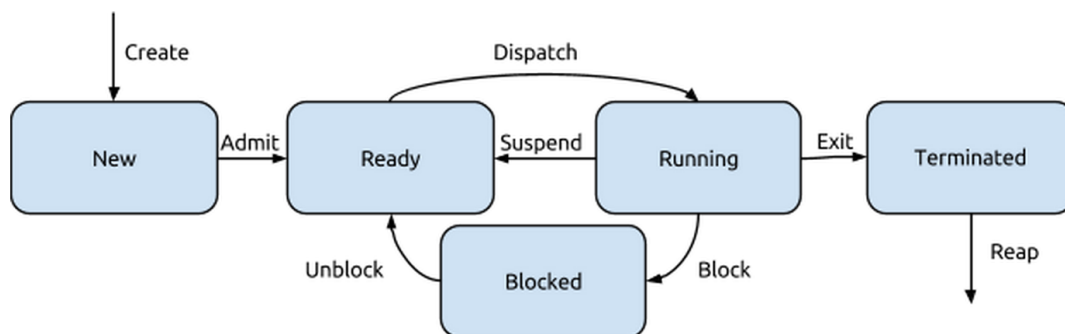 Create
Dispatch
New
Admit
Ready
Suspend
Running
Exit
Terminated
Unblock
Blocked
Block
Reap